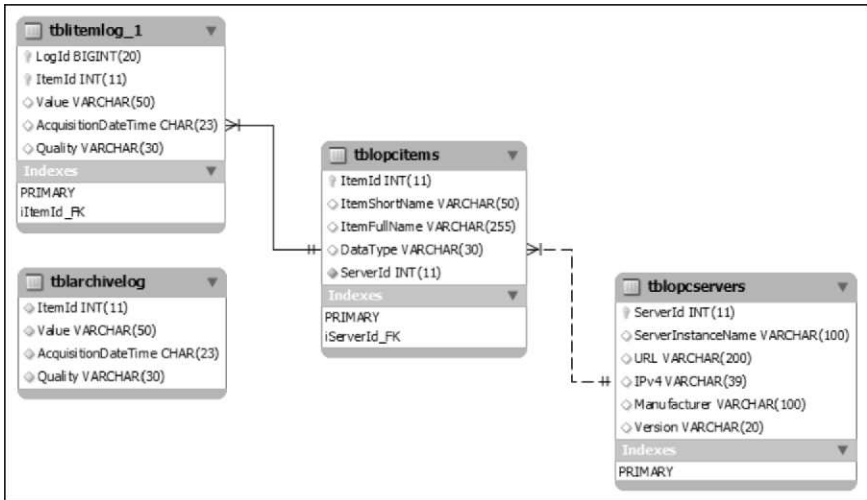 tblitemlog_1
LogId BIGINT(20)
ItemId INT(11)
Value VARCHAR(50)
AcquisitionDateTime CHAR(23)
Quality VARCHAR(30)
Indexes
PRIMARY
iItemId_FK
tblarchivelog
ItemId INT(11)
Value VARCHAR(50)
AcquisitionDateTime CHAR(23)
Quality VARCHAR(30)
tblopcitems
ItemId INT(11)
ItemShortName VARCHAR(50)
ItemFullName VARCHAR(255)
DataType VARCHAR(30)
ServerId INT(11)
Indexes
PRIMARY
iServerId_FK
tblopcservers
ServerId INT(11)
ServerInstanceName VARCHAR(100)
URL VARCHAR(200)
IPv4 VARCHAR(39)
Manufacturer VARCHAR(100)
Version VARCHAR(20)
Indexes
PRIMARY